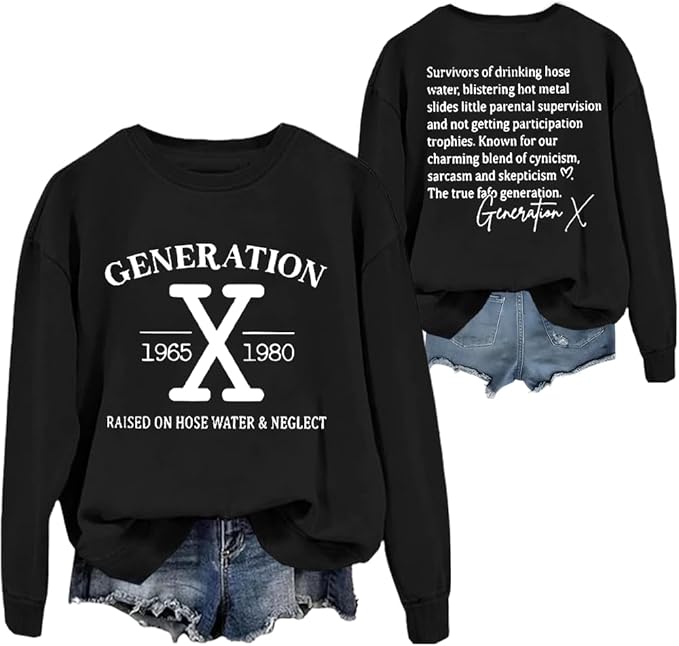 GENERATION
X
1965 1980
RAISED ON HOSE WATER & NEGLECT
Survivors of drinking hose
water, blistering hot metal
slides little parental supervision
and not getting participation
trophies. Known for our
charming blend of cynicism,
sarcasm and skepticism ♡.
The true fafo generation.
Generation X